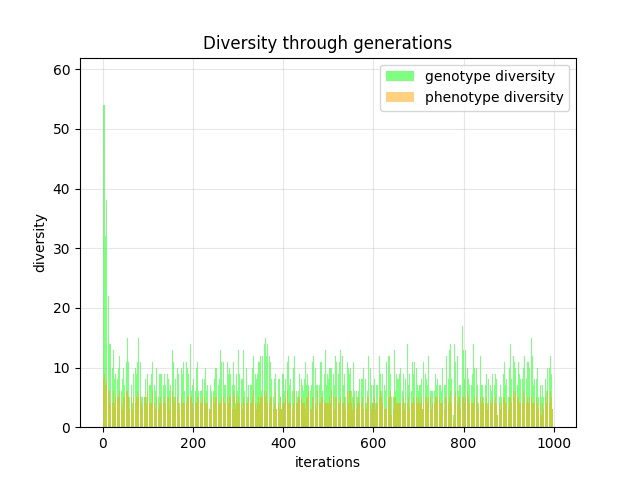 Diversity through generations
genotype diversity
phenotype diversity
60
50
40
30
20
10
0
diversity
0 200 400 600 800 1000
iterations